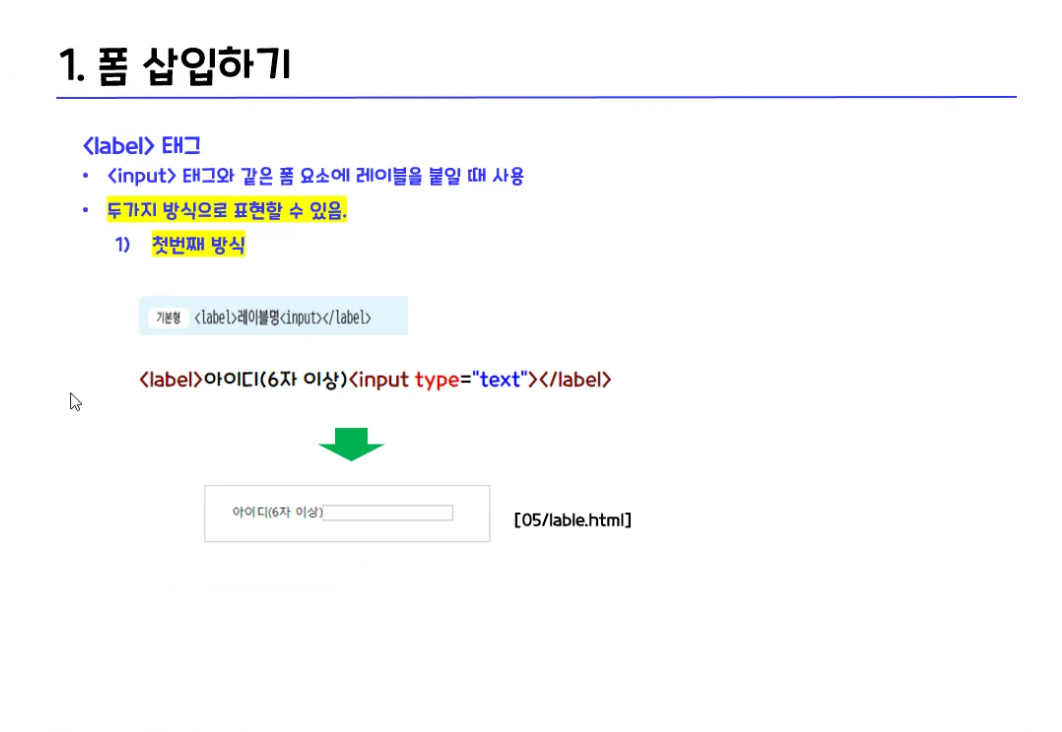 1. 폼 삽입하기
<label> 태그
• <input> 태그와 같은 폼 요소에 레이블을 붙일 때 사용
• 두가지 방식으로 표현할 수 있음.
1) 첫번째 방식
기본형 <label>레이블명<input></label>
<label>아이디(6자 이상)<input type="text"></label>
아이디(6자 이상)
[05/lable.html]